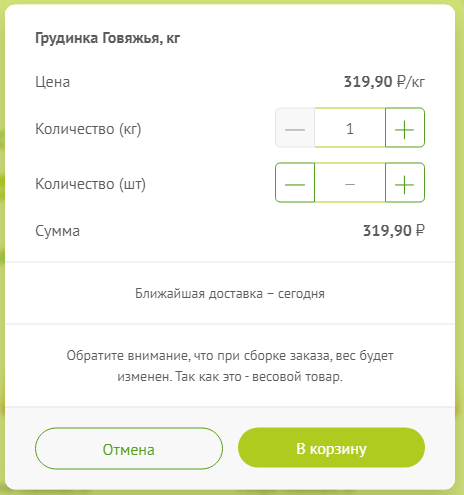 Грудинка Говяжья, кг
Цена 319,90 ₽/кг
Количество (кг) — 1 +
Количество (шт) — – +
Сумма 319,90 ₽
Ближайшая доставка – сегодня
Обратите внимание, что при сборке заказа, вес будет
изменен. Так как это - весовой товар.
Отмена В корзину